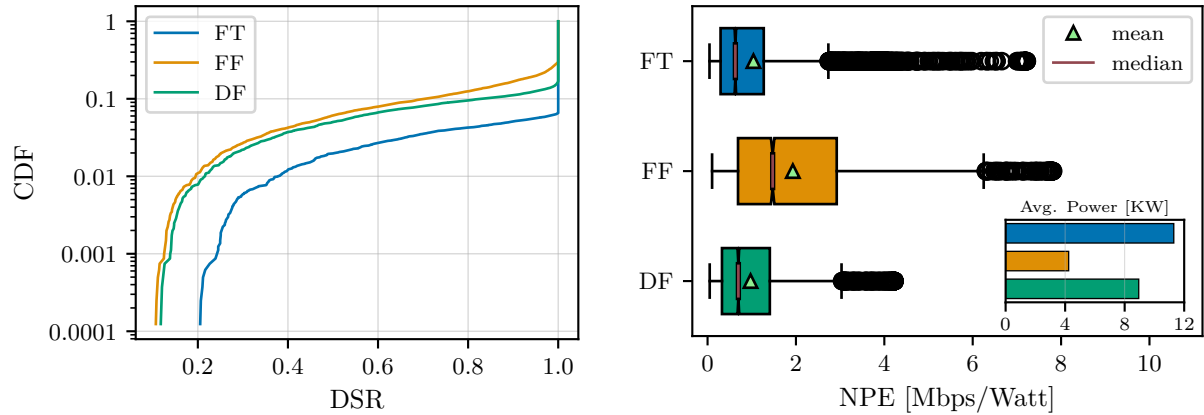 1
0.1
0.01
0.001
0.0001
CDF
FT
FF
DF
0.2
0.4
0.6
0.8
1.0
DSR
FT
FF
DF
mean
median
Avg. Power [KW]
0
4
8
12
0
2
4
6
8
10
NPE [Mbps/Watt]